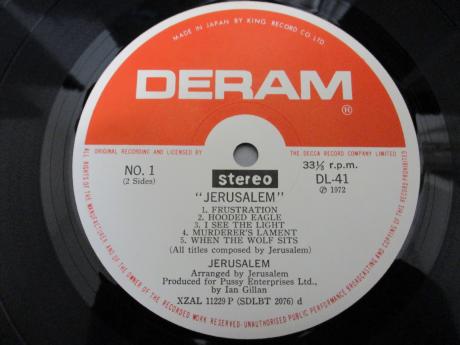 MADE IN JAPAN BY KING RECORD CO. LTD.
DERAM
®
ORIGINAL RECORDING AND LICENSED BY THE DECCA RECORD COMPANY LIMITED
NO. 1
(2 Sides)
stereo
33⅓ r.p.m.
DL-41
Ⓟ 1972
"JERUSALEM"
1. FRUSTRATION
2. HOODED EAGLE
3. I SEE THE LIGHT
4. MURDERER'S LAMENT
5. WHEN THE WOLF SITS
(All titles composed by Jerusalem)
JERUSALEM
Arranged by Jerusalem
Produced for Pussy Enterprises Ltd.,
by Ian Gillan
XZAL 11229 P (SDLBT 2076) d
ALL RIGHTS OF THE MANUFACTURER AND OF THE OWNER OF THE RECORDED WORK RESERVED·UNAUTHORISED PUBLIC PERFORMANCE BROADCASTING AND COPYING OF THIS RECORD PROHIBITED